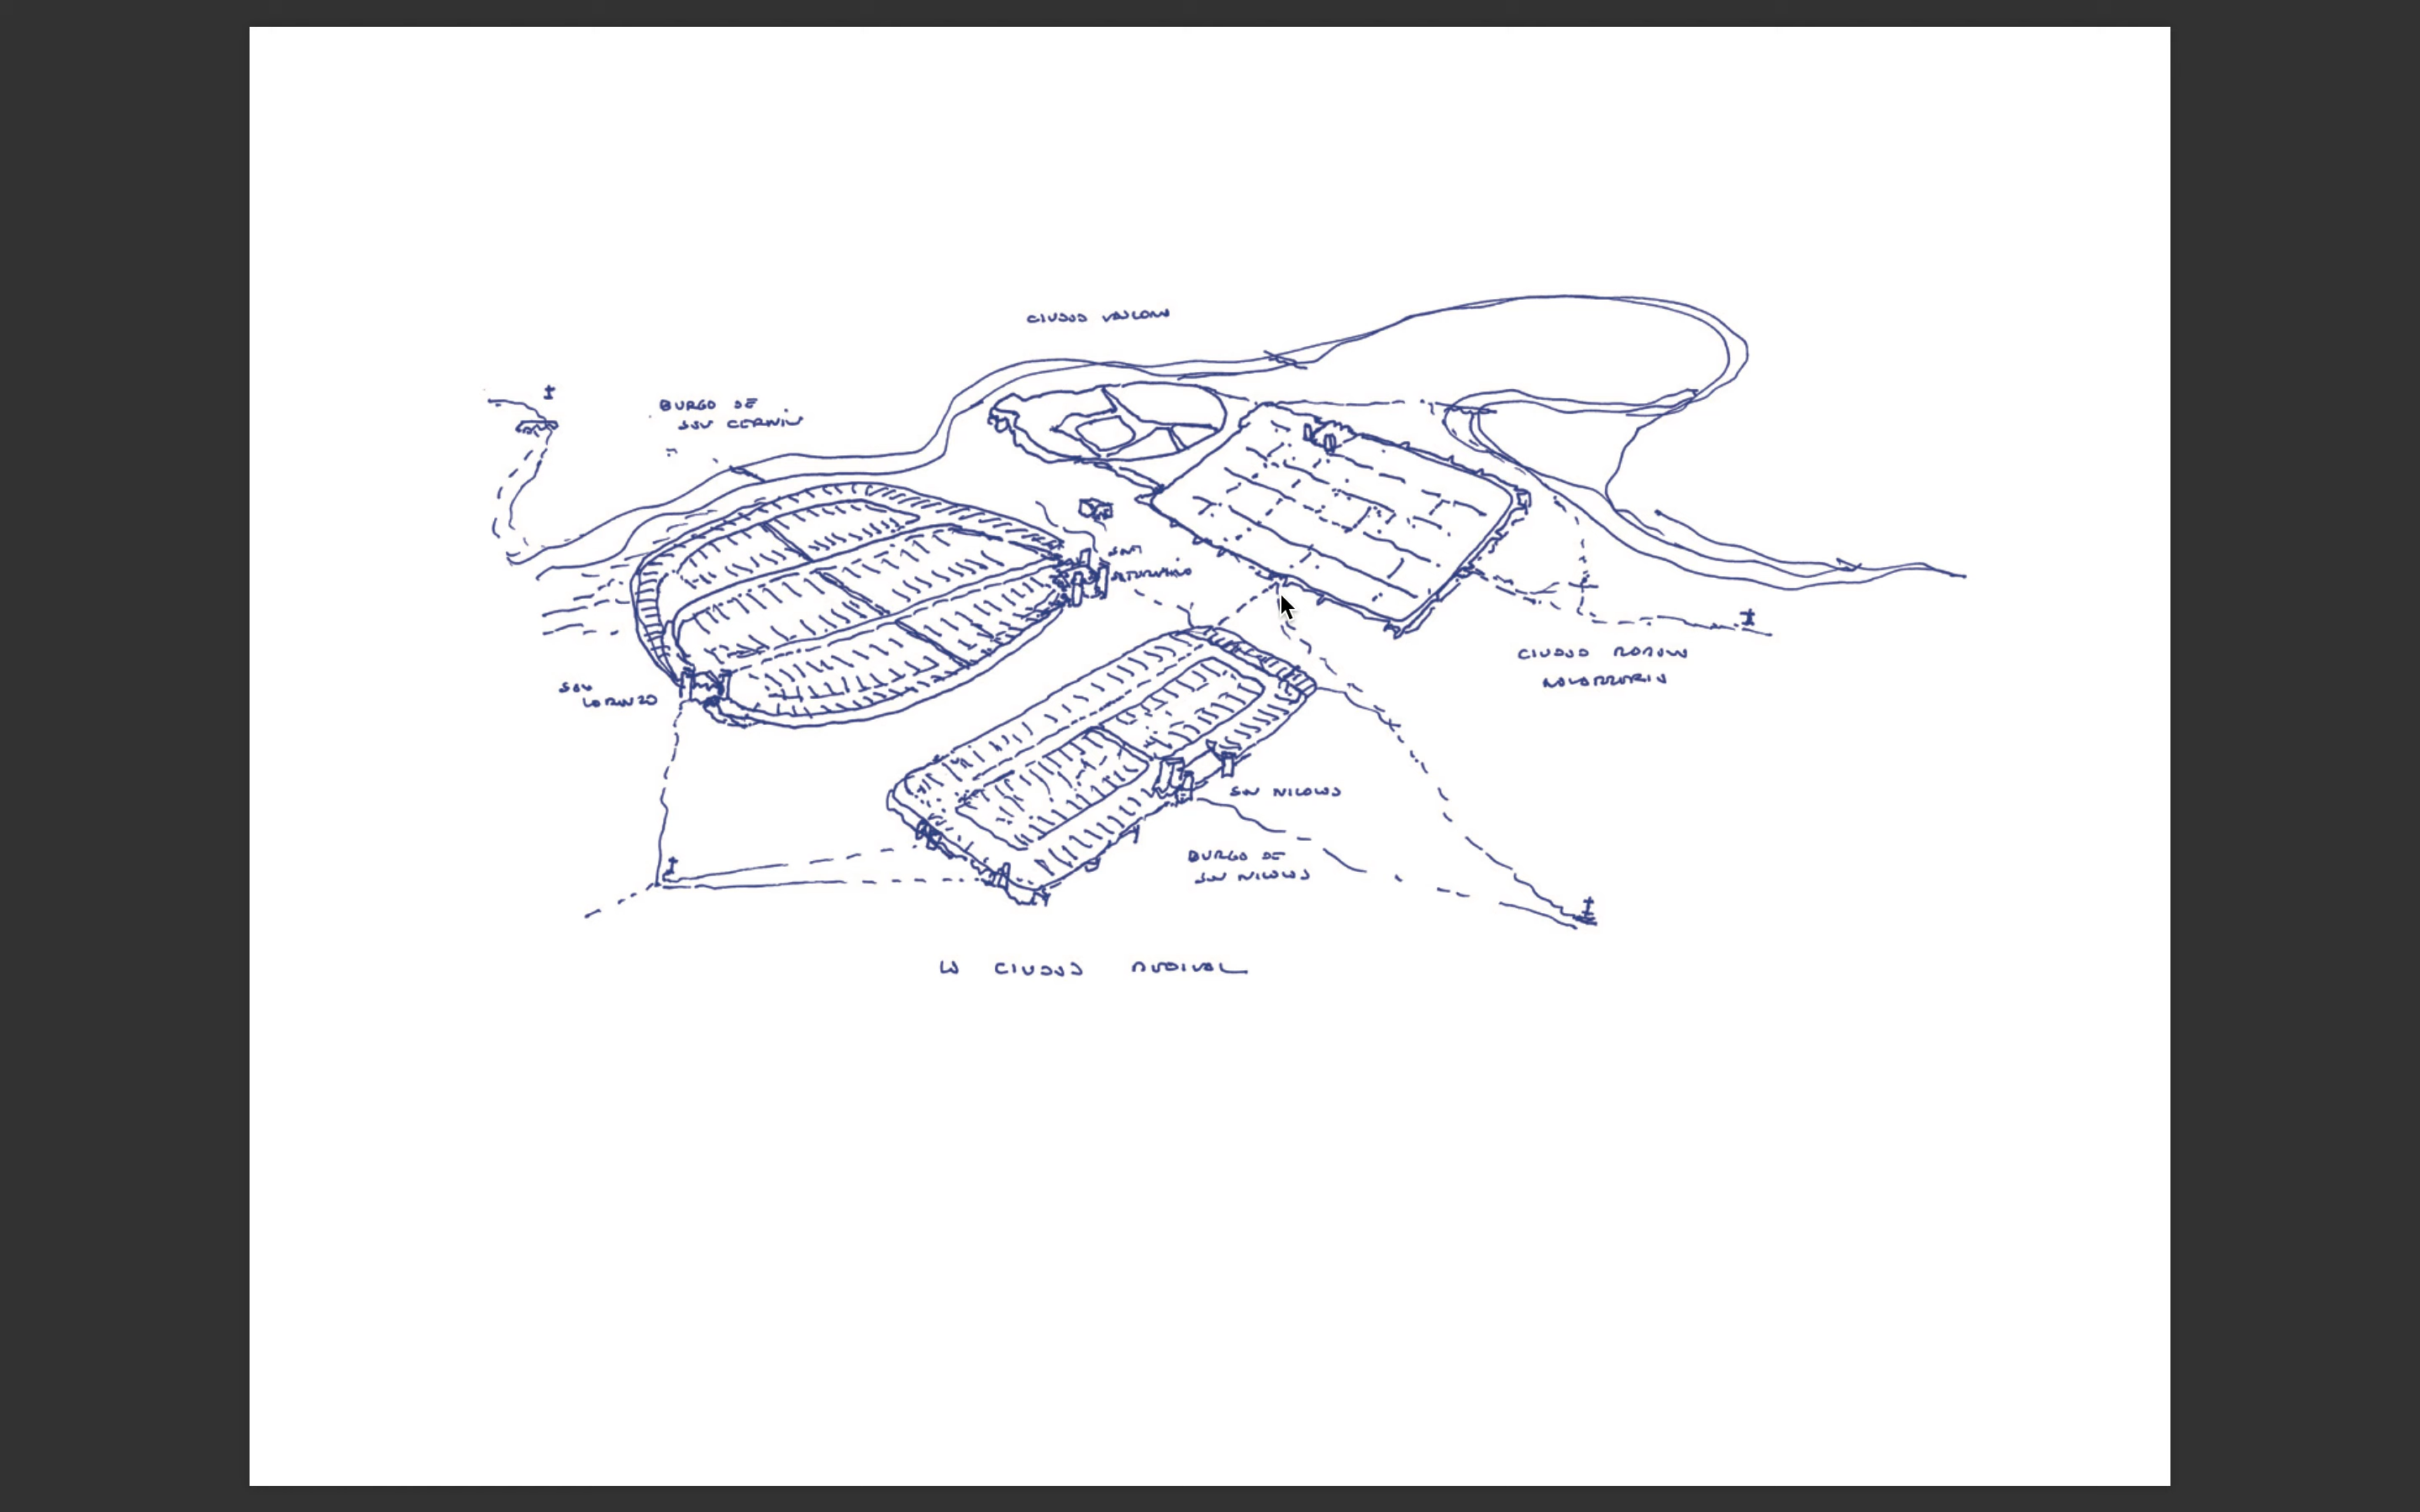 CIUDAD VASCONA
BURGO DE
SAN CERNIN
SAN
SATURNINO
CIUDAD ROMANA
SAN
LORENZO
SAN NICOLAS
BURGO DE
SAN NICOLAS
LA CIUDAD MEDIEVAL